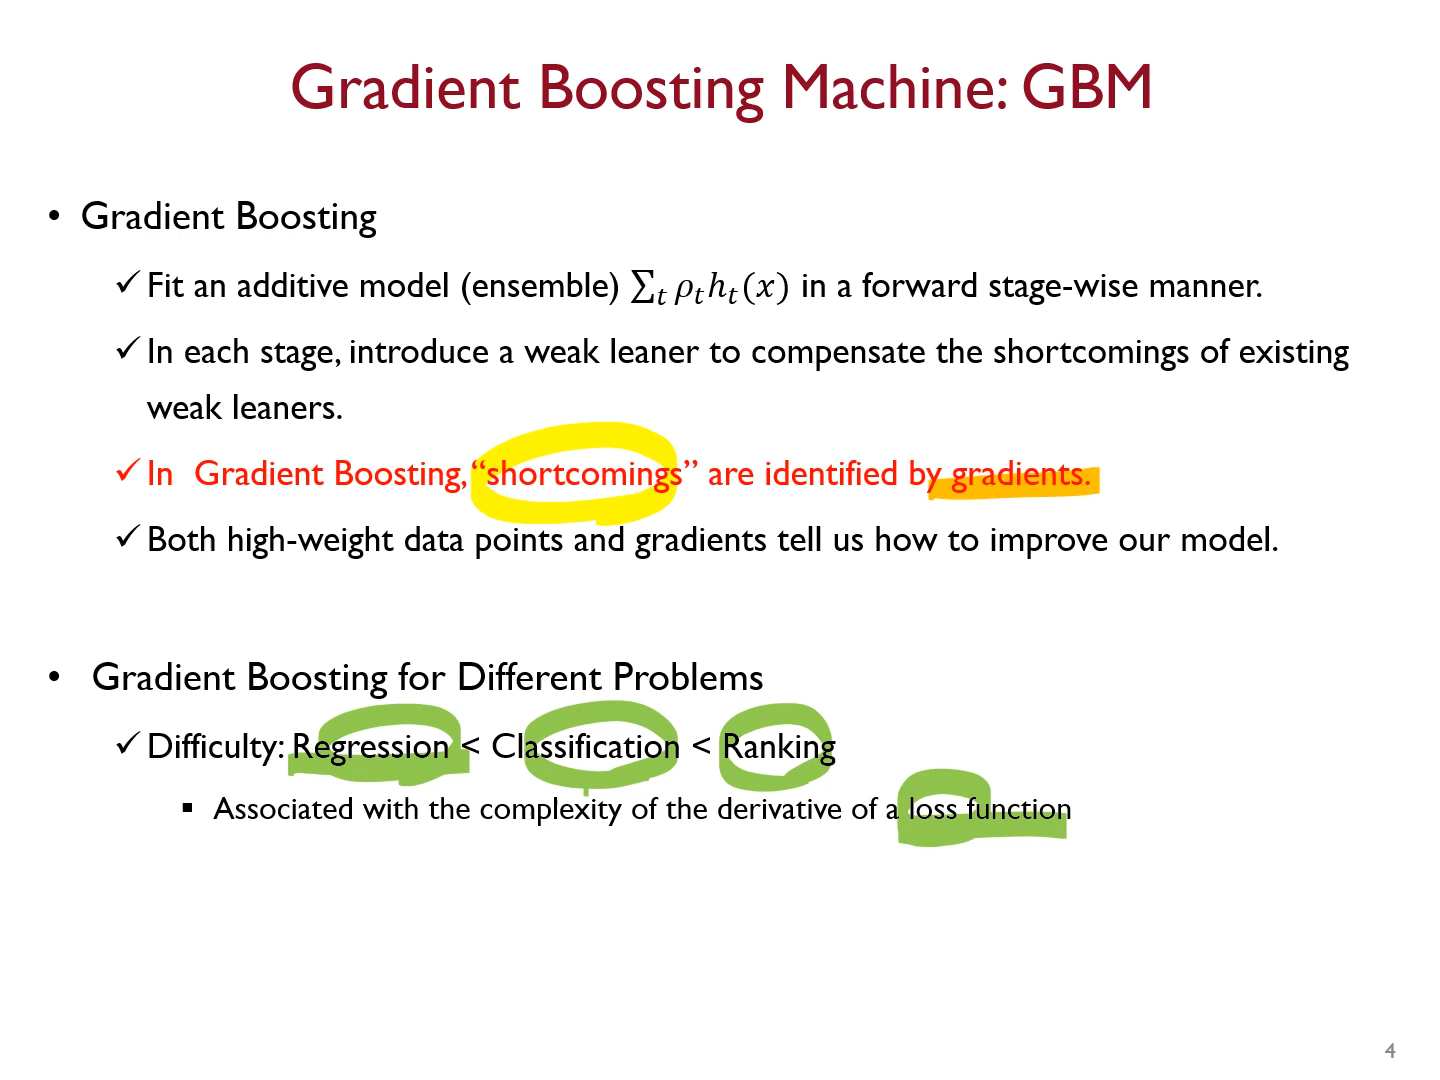 Gradient Boosting Machine: GBM
• Gradient Boosting
✓ Fit an additive model (ensemble) ∑ₜ ρₜhₜ(x) in a forward stage-wise manner.
✓ In each stage, introduce a weak leaner to compensate the shortcomings of existing
weak leaners.
✓ In Gradient Boosting, “shortcomings” are identified by gradients.
✓ Both high-weight data points and gradients tell us how to improve our model.
• Gradient Boosting for Different Problems
✓ Difficulty: Regression < Classification < Ranking
▪ Associated with the complexity of the derivative of a loss function
4